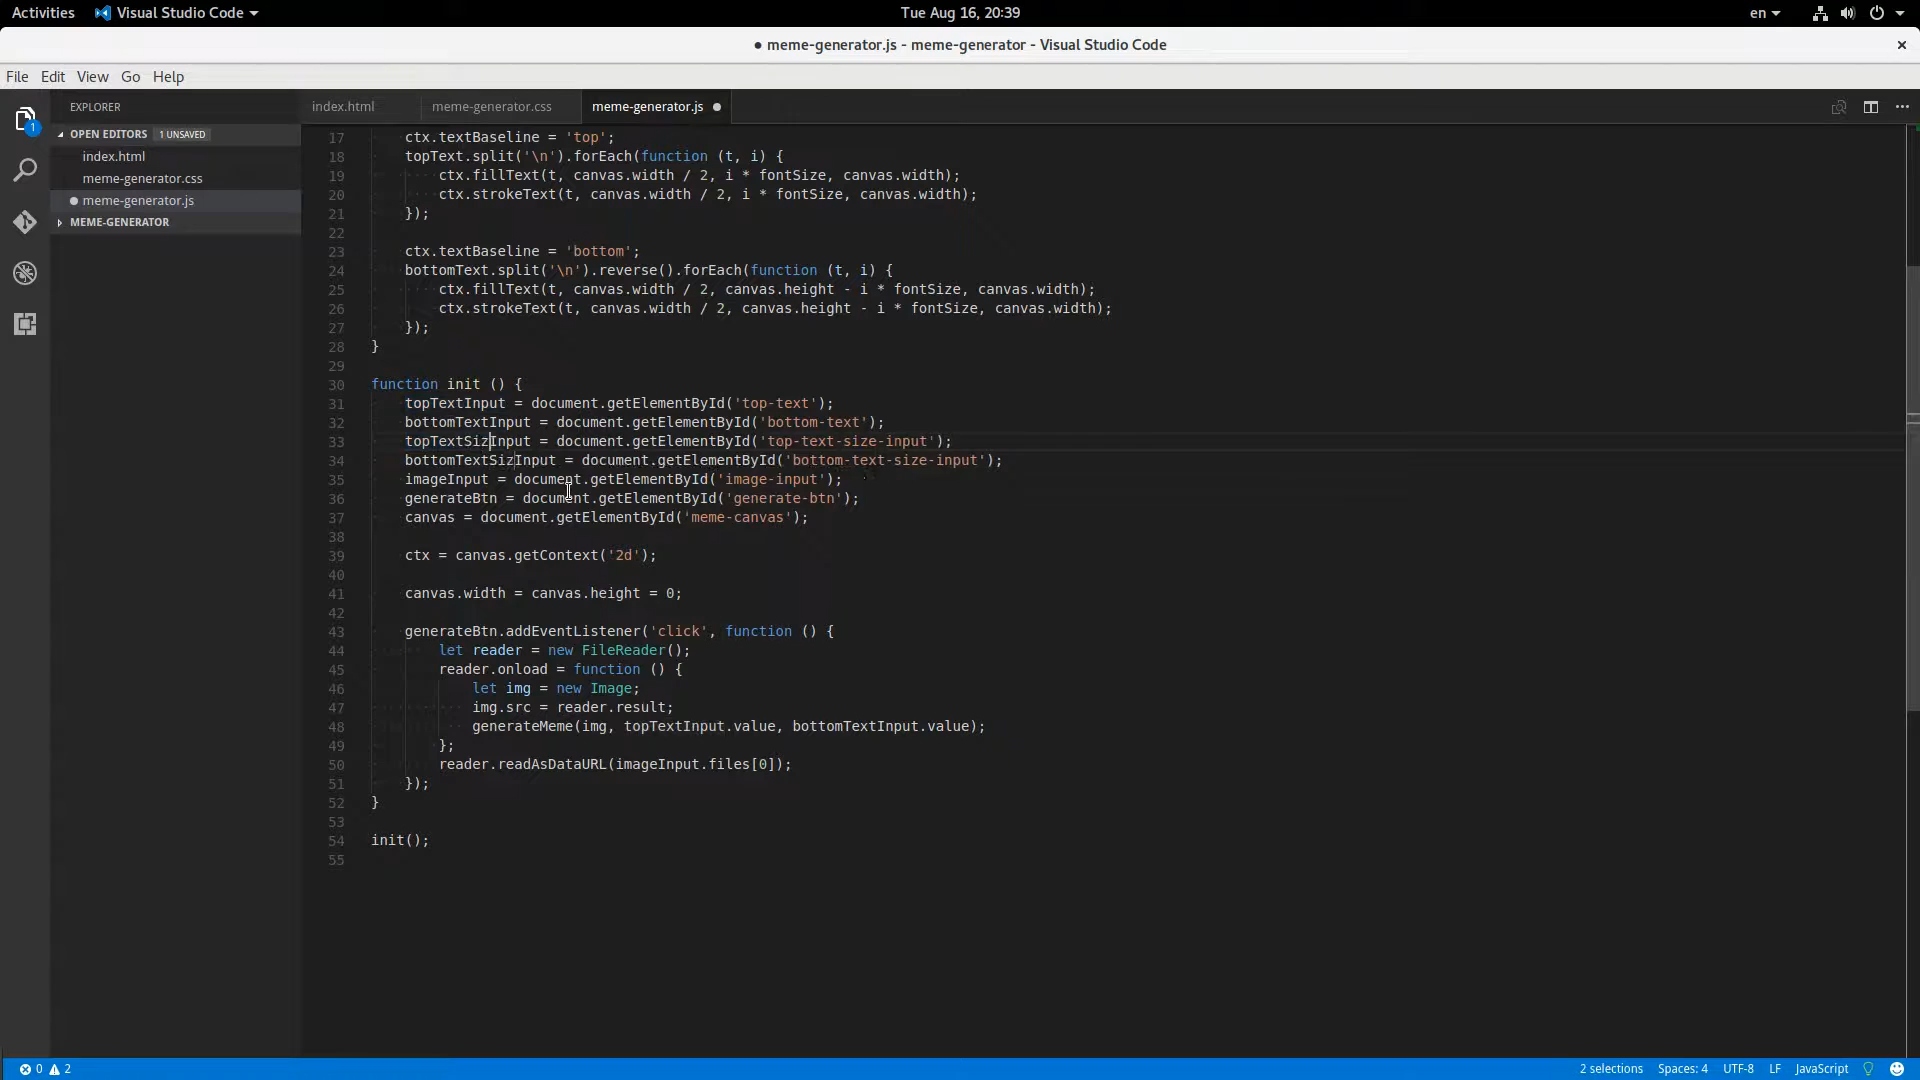 Activities Visual Studio Code Tue Aug 16, 20:39 en
● meme-generator.js - meme-generator - Visual Studio Code ×
File Edit View Go Help
EXPLORER
OPEN EDITORS 1 UNSAVED
index.html
meme-generator.css
meme-generator.js
MEME-GENERATOR
1
index.html meme-generator.css meme-generator.js
17     ctx.textBaseline = 'top';
18     topText.split('\n').forEach(function (t, i) {
19         ctx.fillText(t, canvas.width / 2, i * fontSize, canvas.width);
20         ctx.strokeText(t, canvas.width / 2, i * fontSize, canvas.width);
21     });
22
23     ctx.textBaseline = 'bottom';
24     bottomText.split('\n').reverse().forEach(function (t, i) {
25         ctx.fillText(t, canvas.width / 2, canvas.height - i * fontSize, canvas.width);
26         ctx.strokeText(t, canvas.width / 2, canvas.height - i * fontSize, canvas.width);
27     });
28 }
29
30 function init () {
31     topTextInput = document.getElementById('top-text');
32     bottomTextInput = document.getElementById('bottom-text');
33     topTextSizInput = document.getElementById('top-text-size-input');
34     bottomTextSizInput = document.getElementById('bottom-text-size-input');
35     imageInput = document.getElementById('image-input');
36     generateBtn = document.getElementById('generate-btn');
37     canvas = document.getElementById('meme-canvas');
38
39     ctx = canvas.getContext('2d');
40
41     canvas.width = canvas.height = 0;
42
43     generateBtn.addEventListener('click', function () {
44         let reader = new FileReader();
45         reader.onload = function () {
46             let img = new Image;
47             img.src = reader.result;
48             generateMeme(img, topTextInput.value, bottomTextInput.value);
49         };
50         reader.readAsDataURL(imageInput.files[0]);
51     });
52 }
53
54 init();
55
0 2 2 selections Spaces: 4 UTF-8 LF JavaScript